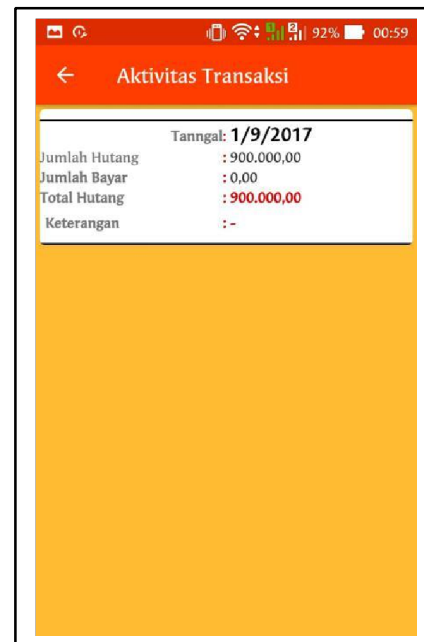 92% 00:59
Aktivitas Transaksi
Tanngal: 1/9/2017
Jumlah Hutang : 900.000,00
Jumlah Bayar : 0,00
Total Hutang : 900.000,00
Keterangan : -